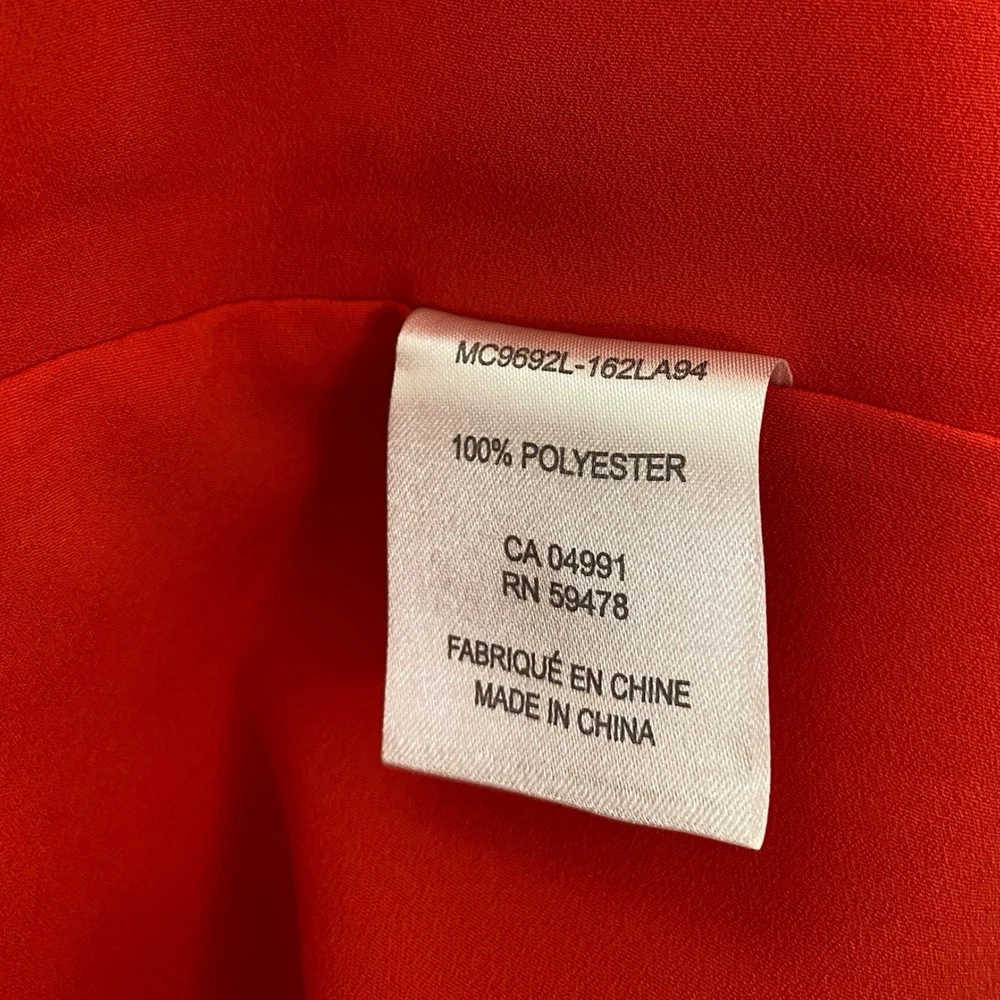 MC9692L-162LA94
100% POLYESTER
CA 04991
RN 59478
FABRIQUÉ EN CHINE
MADE IN CHINA